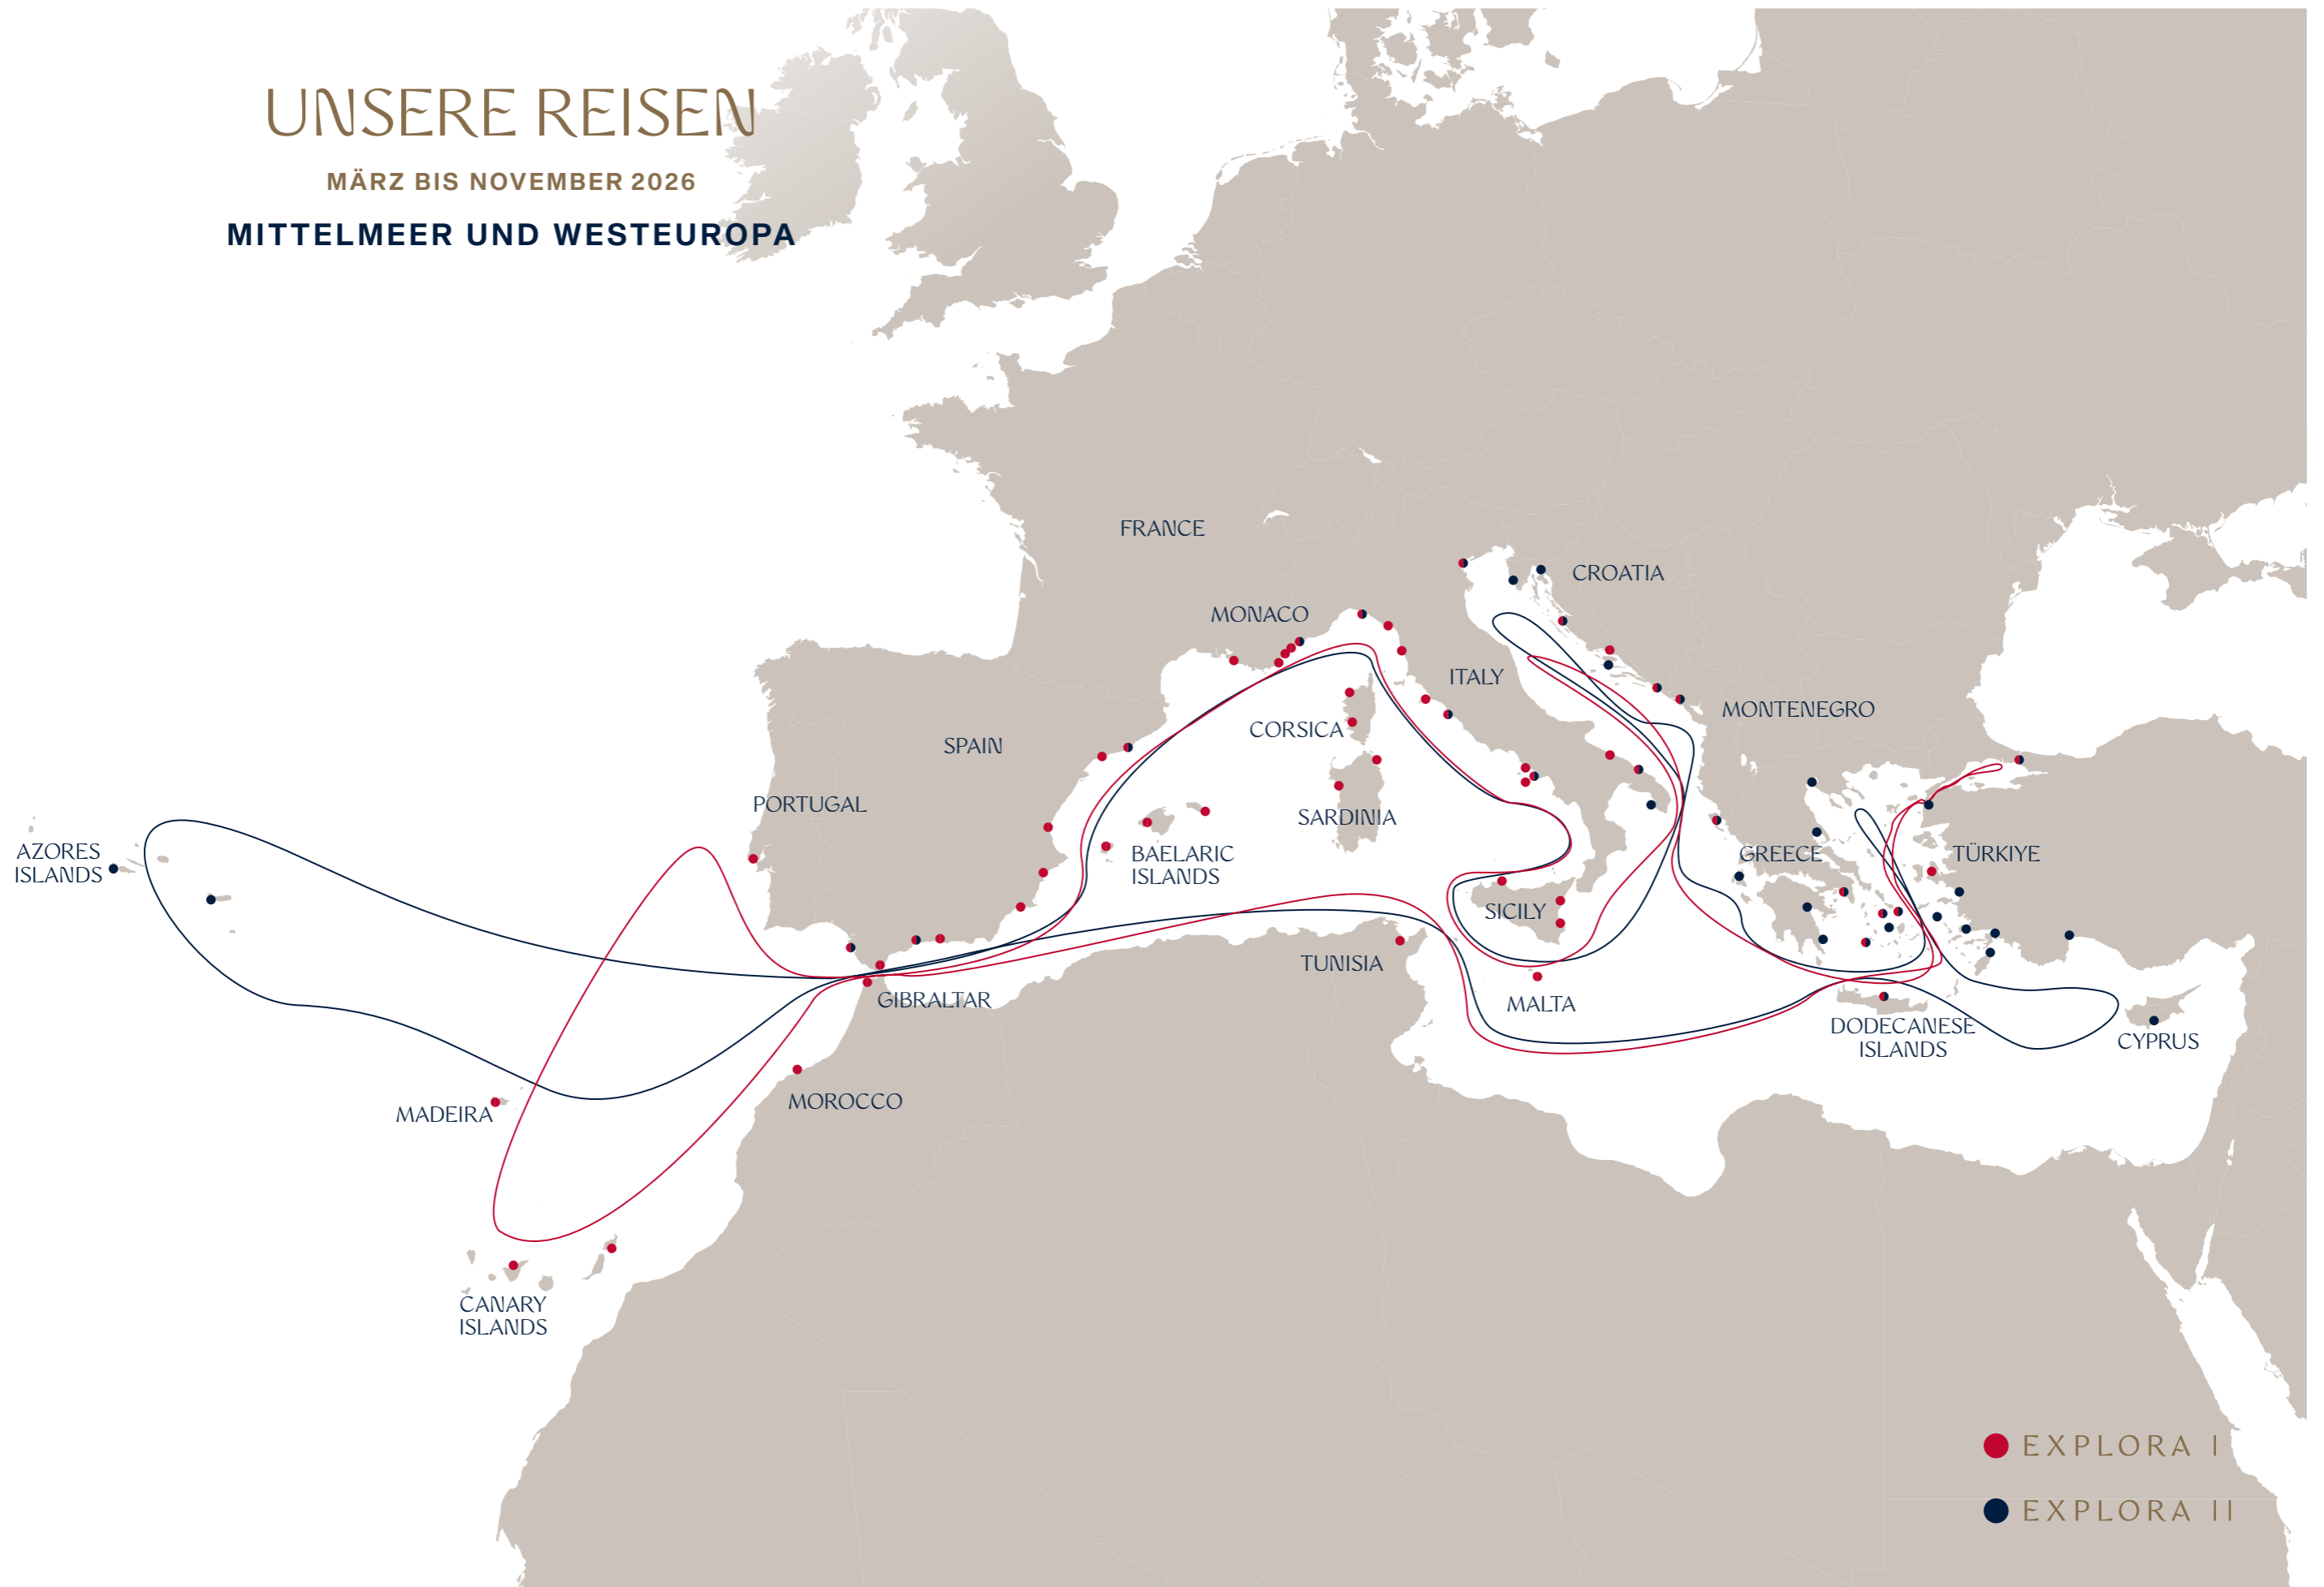 UNSERE REISEN
MÄRZ BIS NOVEMBER 2026
MITTELMEER UND WESTEUROPA
FRANCE
CROATIA
MONACO
ITALY
MONTENEGRO
CORSICA
SPAIN
PORTUGAL
SARDINIA
AZORES
ISLANDS
BAELARIC
ISLANDS
GREECE
TÜRKIYE
SICILY
TUNISIA
GIBRALTAR
MALTA
DODECANESE
ISLANDS
CYPRUS
MADEIRA
MOROCCO
CANARY
ISLANDS
EXPLORA I
EXPLORA II